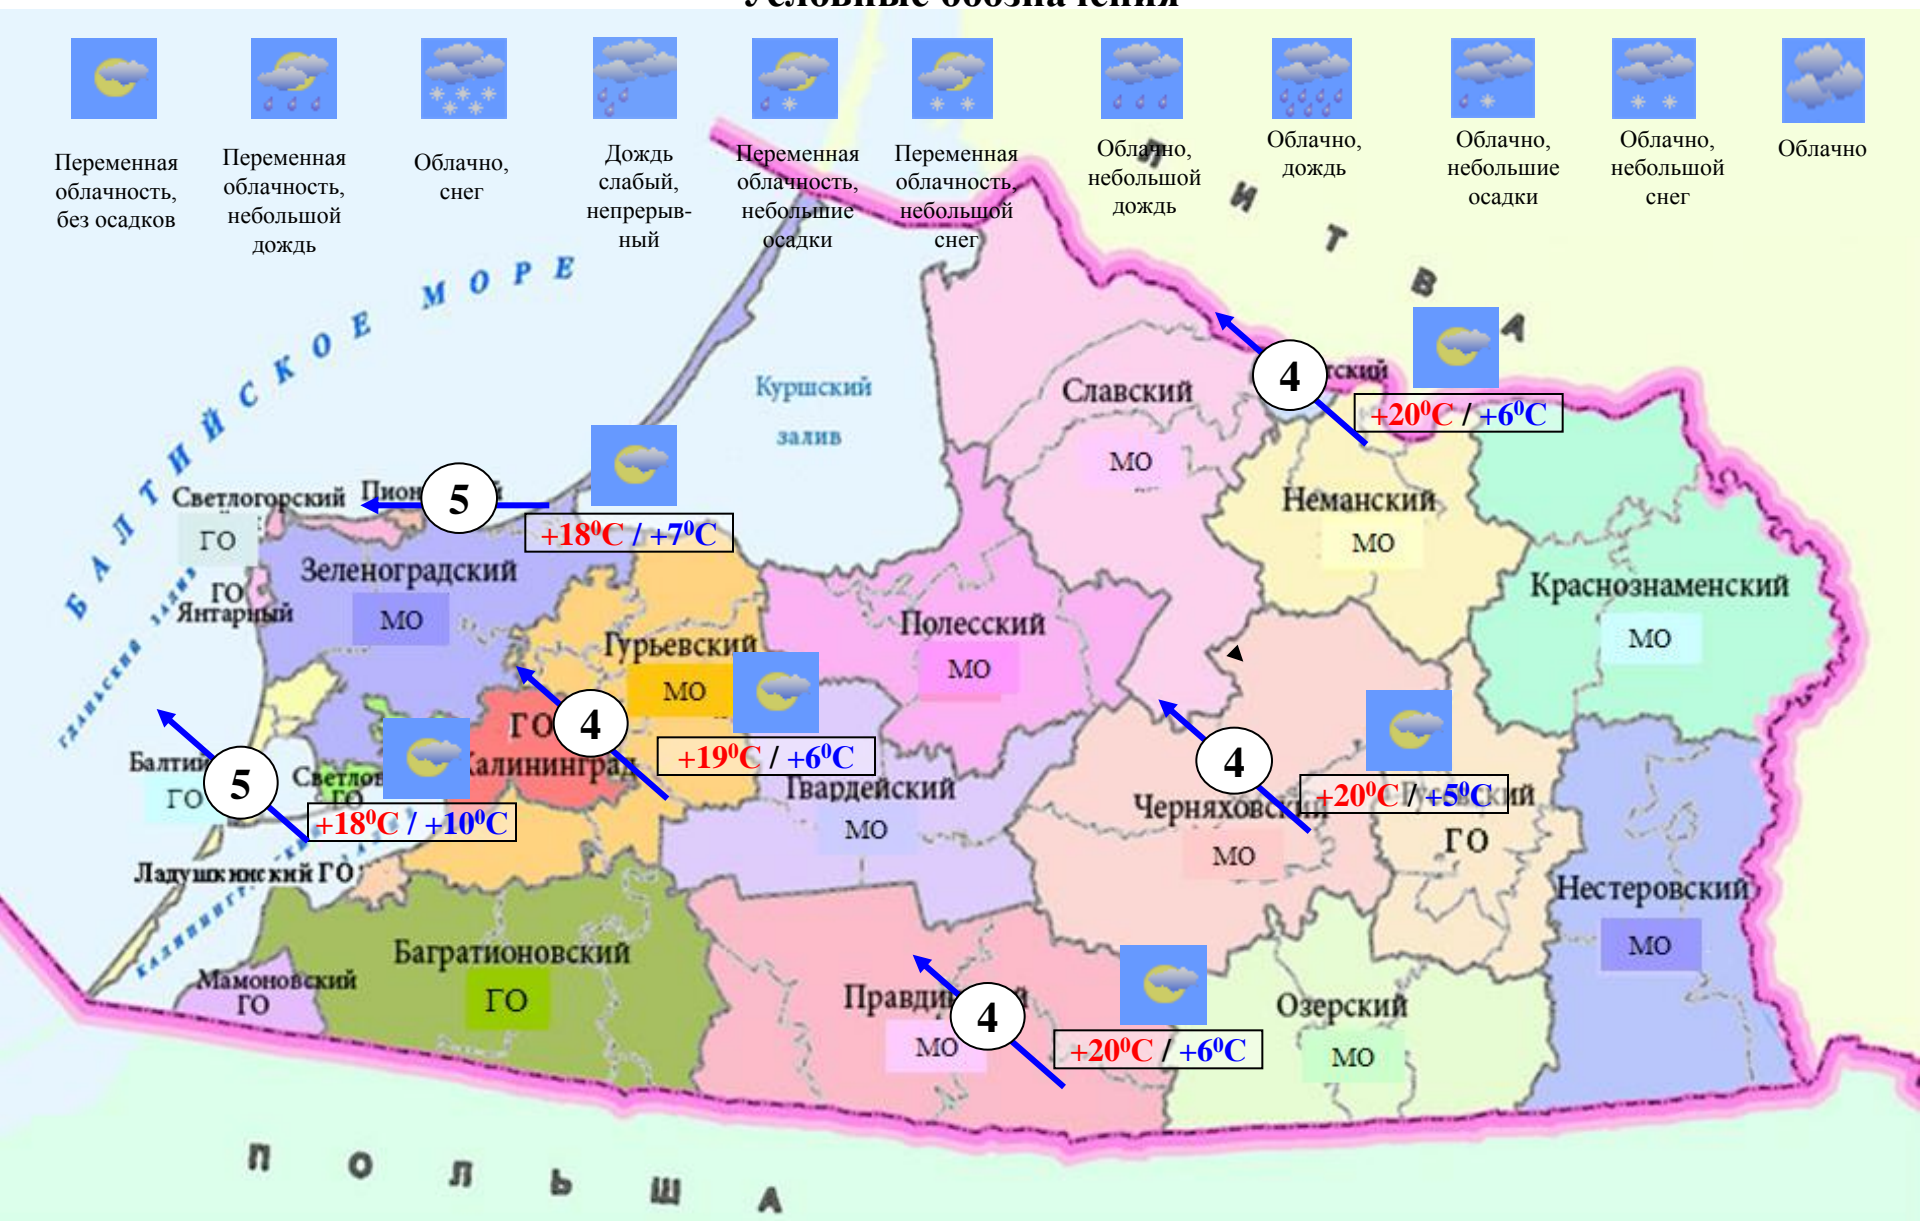 Условные обозначения
Переменная
облачность,
без осадков
Переменная
облачность,
небольшой
дождь
Облачно,
снег
Дождь
слабый,
непрерыв-
ный
Переменная
облачность,
небольшие
осадки
Переменная
облачность,
небольшой
снег
Облачно,
небольшой
дождь
Облачно,
дождь
Облачно,
небольшие
осадки
Облачно,
небольшой
снег
Облачно
ЛИТВА
БАЛТИЙСКОЕ МОРЕ
Куршский
залив
Славский
МО
4
+20⁰С / +6⁰С
Светлогорский
ГО
5
+18⁰С / +7⁰С
Неманский
МО
Зеленоградский
МО
ГО
Янтарный
Краснознаменский
МО
Полесский
МО
Гурьевский
МО
ГО
Калининград
4
+19⁰С / +6⁰С
ГО
5
ГО
+18⁰С / +10⁰С
Гвардейский
МО
Черняховский
МО
4
+20⁰С / +5⁰С
ГО
Ладушкинский ГО
Нестеровский
МО
Багратионовский
ГО
Мамоновский
ГО
МО
4
+20⁰С / +6⁰С
Озерский
МО
ПОЛЬША